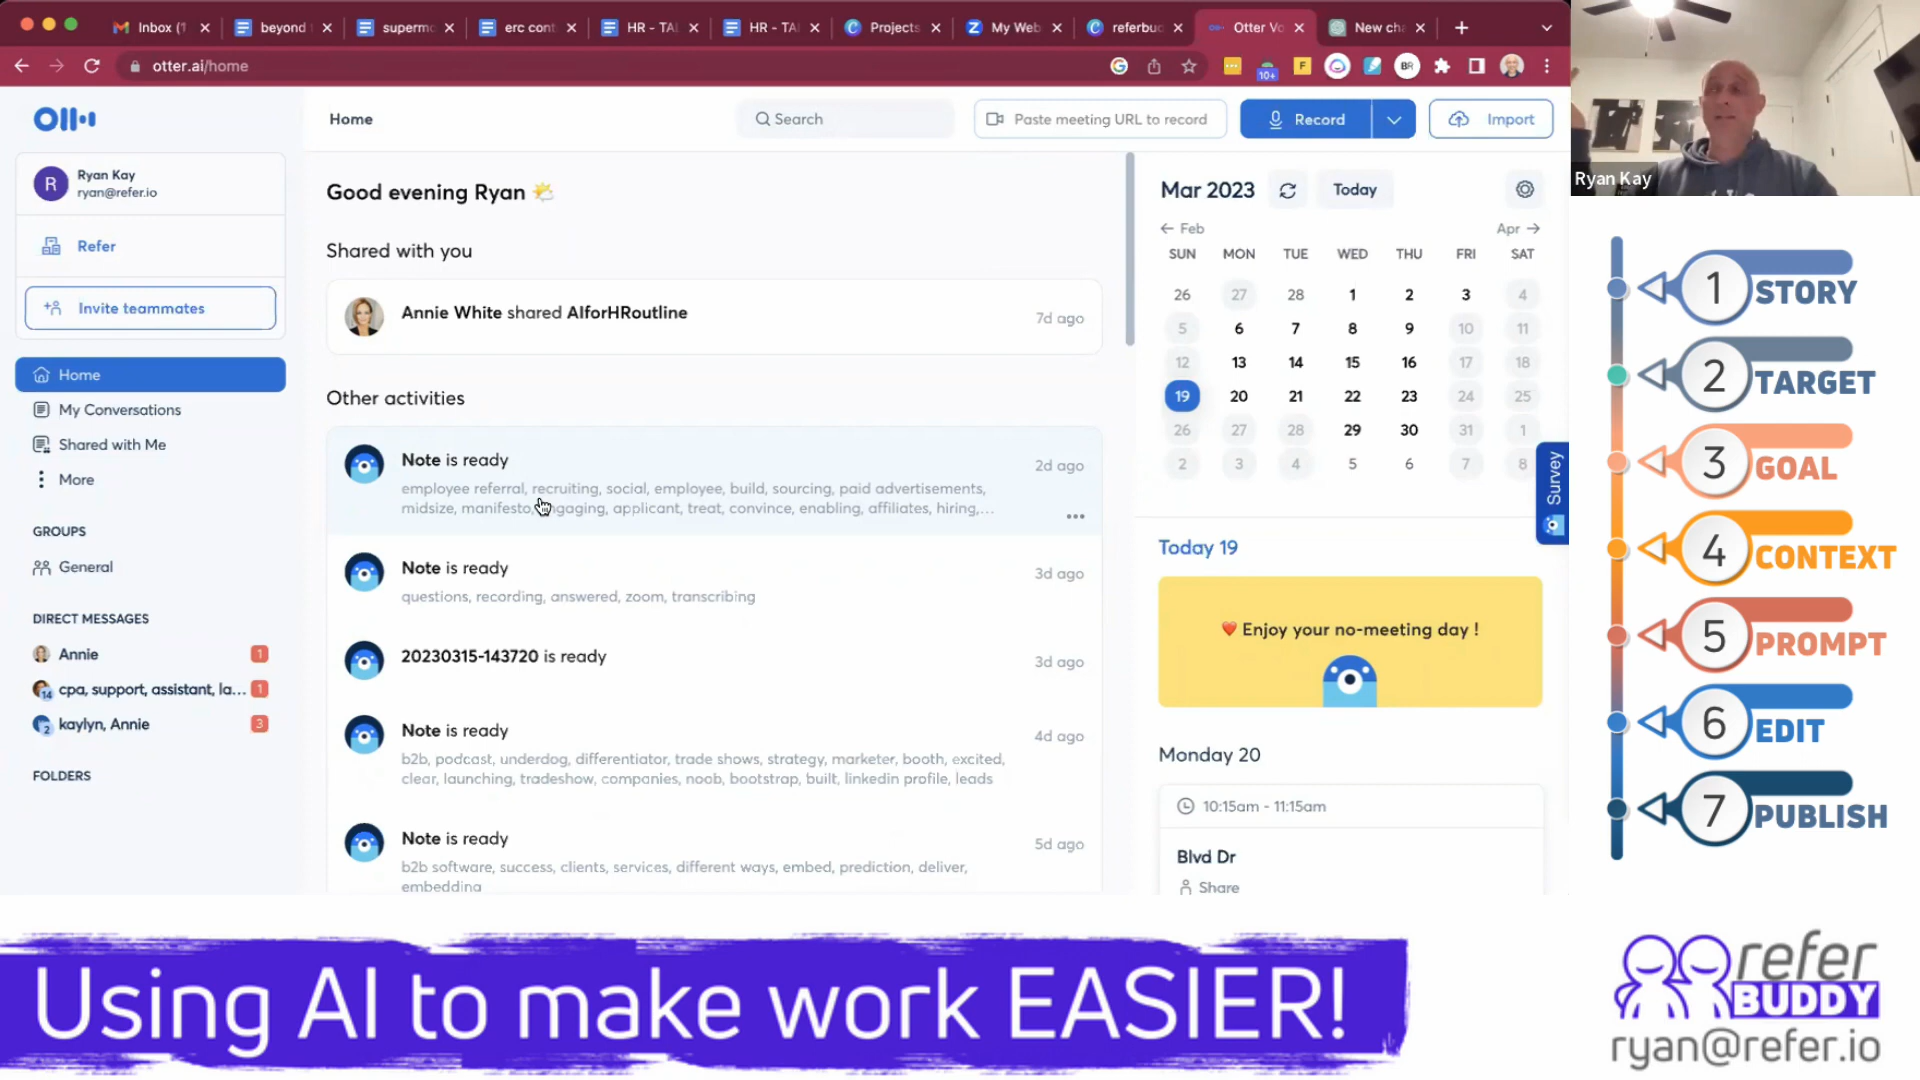 Inbox (1
beyond
supermo
erc cont
HR - TAL
HR - TAL
Projects
My Web
referbuc
Otter Vo
New cha
otter.ai/home
10+
F
BR
Home
Search
Paste meeting URL to record
Record
Import
R
Ryan Kay
ryan@refer.io
Refer
Invite teammates
Home
My Conversations
Shared with Me
More
GROUPS
General
DIRECT MESSAGES
Annie
1
14
cpa, support, assistant, la...
1
2
kaylyn, Annie
3
FOLDERS
Good evening Ryan
Shared with you
Annie White shared AIforHRoutline
7d ago
Other activities
Note is ready
2d ago
employee referral, recruiting, social, employee, build, sourcing, paid advertisements,
midsize, manifesto, engaging, applicant, treat, convince, enabling, affiliates, hiring,...
Note is ready
3d ago
questions, recording, answered, zoom, transcribing
20230315-143720 is ready
3d ago
Note is ready
4d ago
b2b, podcast, underdog, differentiator, trade shows, strategy, marketer, booth, excited,
clear, launching, tradeshow, companies, noob, bootstrap, built, linkedin profile, leads
Note is ready
5d ago
b2b software, success, clients, services, different ways, embed, prediction, deliver,
embedding
Mar 2023
Today
← Feb
Apr →
SUN MON TUE WED THU FRI SAT
26 27 28 1 2 3 4
5 6 7 8 9 10 11
12 13 14 15 16 17 18
19 20 21 22 23 24 25
26 27 28 29 30 31 1
2 3 4 5 6 7 8
Survey
Today 19
Enjoy your no-meeting day !
Monday 20
10:15am - 11:15am
Blvd Dr
Share
Ryan Kay
1 STORY
2 TARGET
3 GOAL
4 CONTEXT
5 PROMPT
6 EDIT
7 PUBLISH
Using AI to make work EASIER!
refer
BUDDY
ryan@refer.io